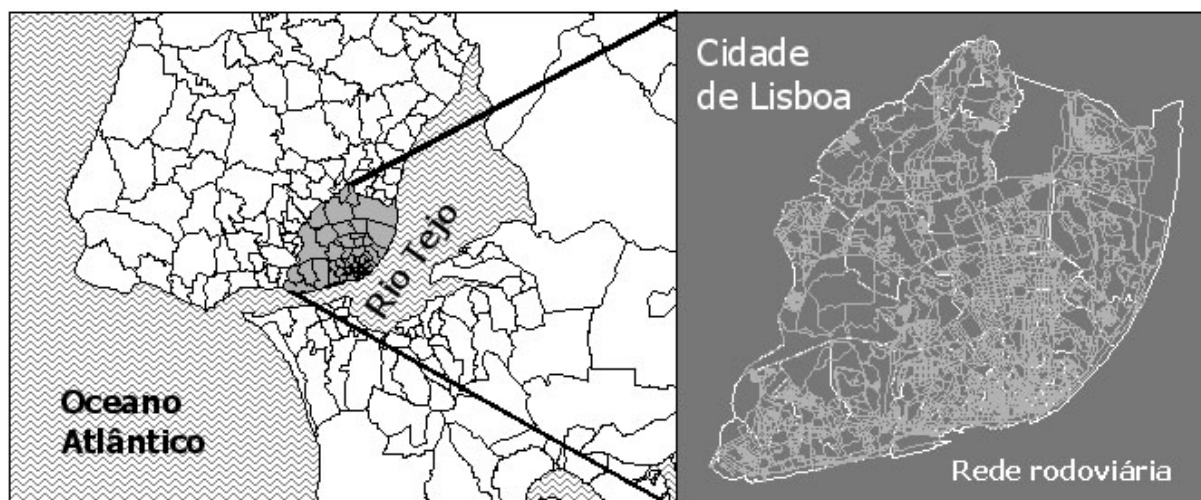 Oceano
Atlântico
Rio Tejo
Cidade
de Lisboa
Rede rodoviária